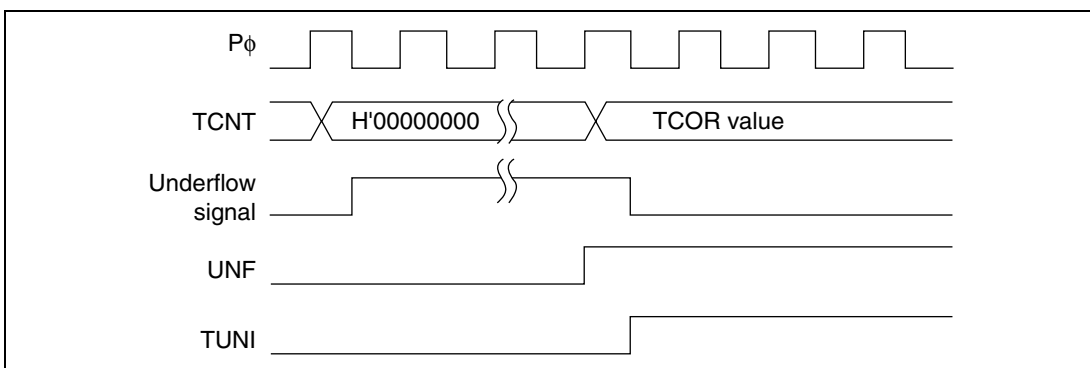 Pϕ
TCNT
H'00000000
TCOR value
Underflow
signal
UNF
TUNI